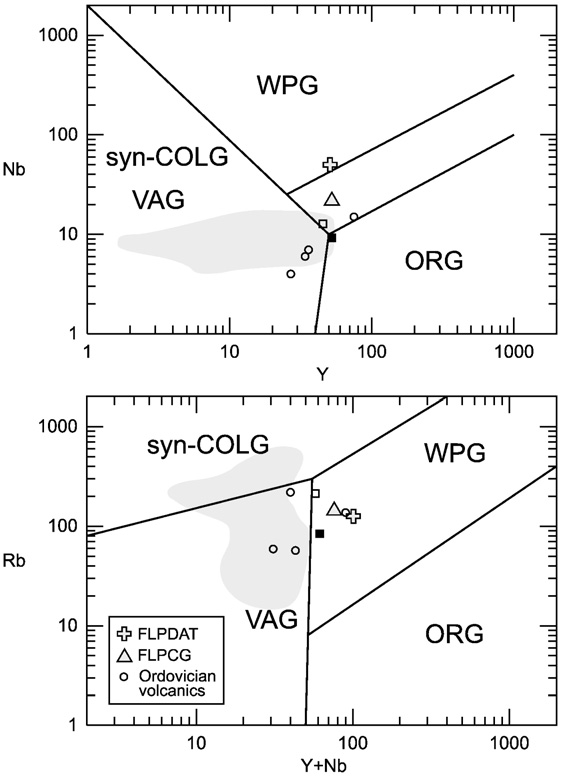 1000
100
10
1
Nb
WPG
syn-COLG
VAG
ORG
1
10
100
1000
Y
1000
100
10
1
Rb
syn-COLG
WPG
VAG
ORG
FLPDAT
FLPCG
Ordovician
volcanics
10
100
1000
Y+Nb